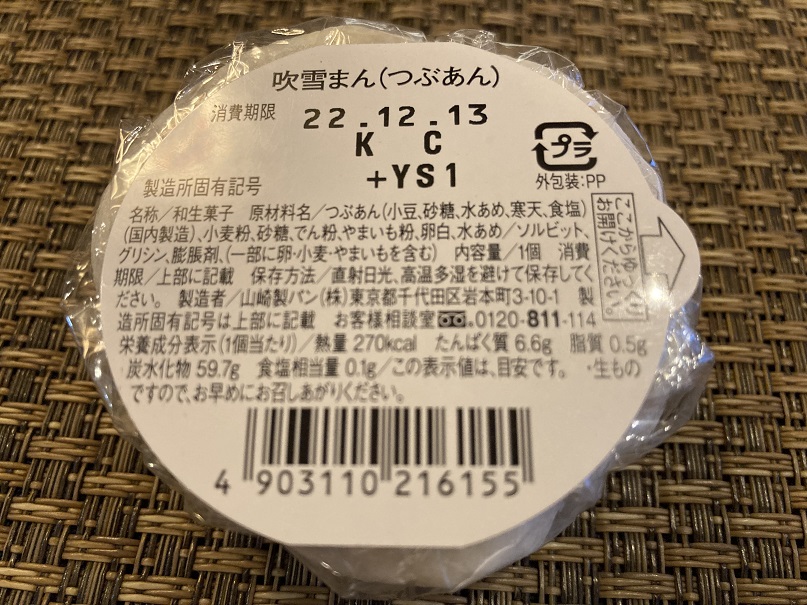 吹雪まん(つぶあん)
消費期限 22.12.13
K C
製造所固有記号 +YS1
プラ
外包装:PP
ここからゆっくり
お開けください。
名称/和生菓子 原材料名/つぶあん(小豆、砂糖、水あめ、寒天、食塩)
(国内製造)、小麦粉、砂糖、でん粉、やまいも粉、卵白、水あめ/ソルビット、
グリシン、膨脹剤、(一部に卵・小麦・やまいもを含む) 内容量/1個 消費
期限/上部に記載 保存方法/直射日光、高温多湿を避けて保存してく
ださい。 製造者/山崎製パン(株)東京都千代田区岩本町3-10-1 製
造所固有記号は上部に記載 お客様相談室 0120-811-114
栄養成分表示(1個当たり)/熱量 270kcal たんぱく質 6.6g 脂質 0.5g
炭水化物 59.7g 食塩相当量 0.1g/この表示値は、目安です。 ・生もの
ですので、お早めにお召しあがりください。
4 903110 216155